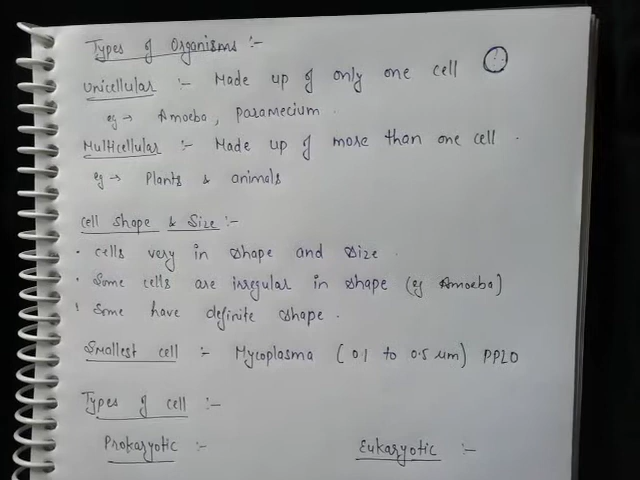 Types of Organisms :-
Unicellular :- Made up of only one cell
eg → Amoeba, paramecium.
Multicellular :- Made up of more than one cell.
eg → Plants & animals
Cell Shape & Size :-
• cells very in shape and size.
• Some cells are irregular in shape (eg Amoeba)
• Some have definite shape.
Smallest cell :- Mycoplasma (0.1 to 0.5 um) PPLO
Types of cell :-
Prokaryotic :- Eukaryotic :-